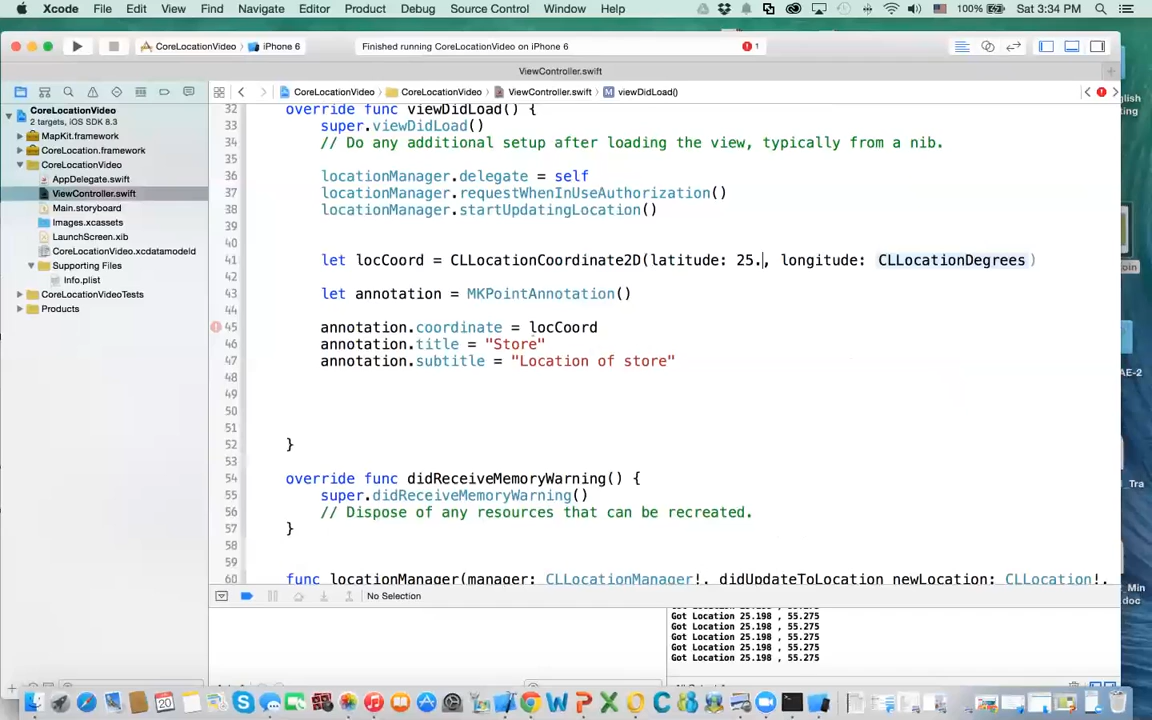 Xcode File Edit View Find Navigate Editor Product Debug Source Control Window Help 100% Sat 3:34 PM
CoreLocationVideo iPhone 6 Finished running CoreLocationVideo on iPhone 6 1
ViewController.swift
CoreLocationVideo CoreLocationVideo ViewController.swift M viewDidLoad()
CoreLocationVideo
2 targets, iOS SDK 8.3
MapKit.framework
CoreLocation.framework
CoreLocationVideo
AppDelegate.swift
ViewController.swift
Main.storyboard
Images.xcassets
LaunchScreen.xib
CoreLocationVideo.xcdatamodeld
Supporting Files
Info.plist
CoreLocationVideoTests
Products
32 override func viewDidLoad() {
33 super.viewDidLoad()
34 // Do any additional setup after loading the view, typically from a nib.
35
36 locationManager.delegate = self
37 locationManager.requestWhenInUseAuthorization()
38 locationManager.startUpdatingLocation()
39
40
41 let locCoord = CLLocationCoordinate2D(latitude: 25., longitude: CLLocationDegrees)
42
43 let annotation = MKPointAnnotation()
44
45 annotation.coordinate = locCoord
46 annotation.title = "Store"
47 annotation.subtitle = "Location of store"
48
49
50
51
52 }
53
54 override func didReceiveMemoryWarning() {
55 super.didReceiveMemoryWarning()
56 // Dispose of any resources that can be recreated.
57 }
58
59
60 func locationManager(manager: CLLocationManager!, didUpdateToLocation newLocation: CLLocation!,
No Selection
Got Location 25.198 , 55.275
Got Location 25.198 , 55.275
Got Location 25.198 , 55.275
Got Location 25.198 , 55.275
Got Location 25.198 , 55.275